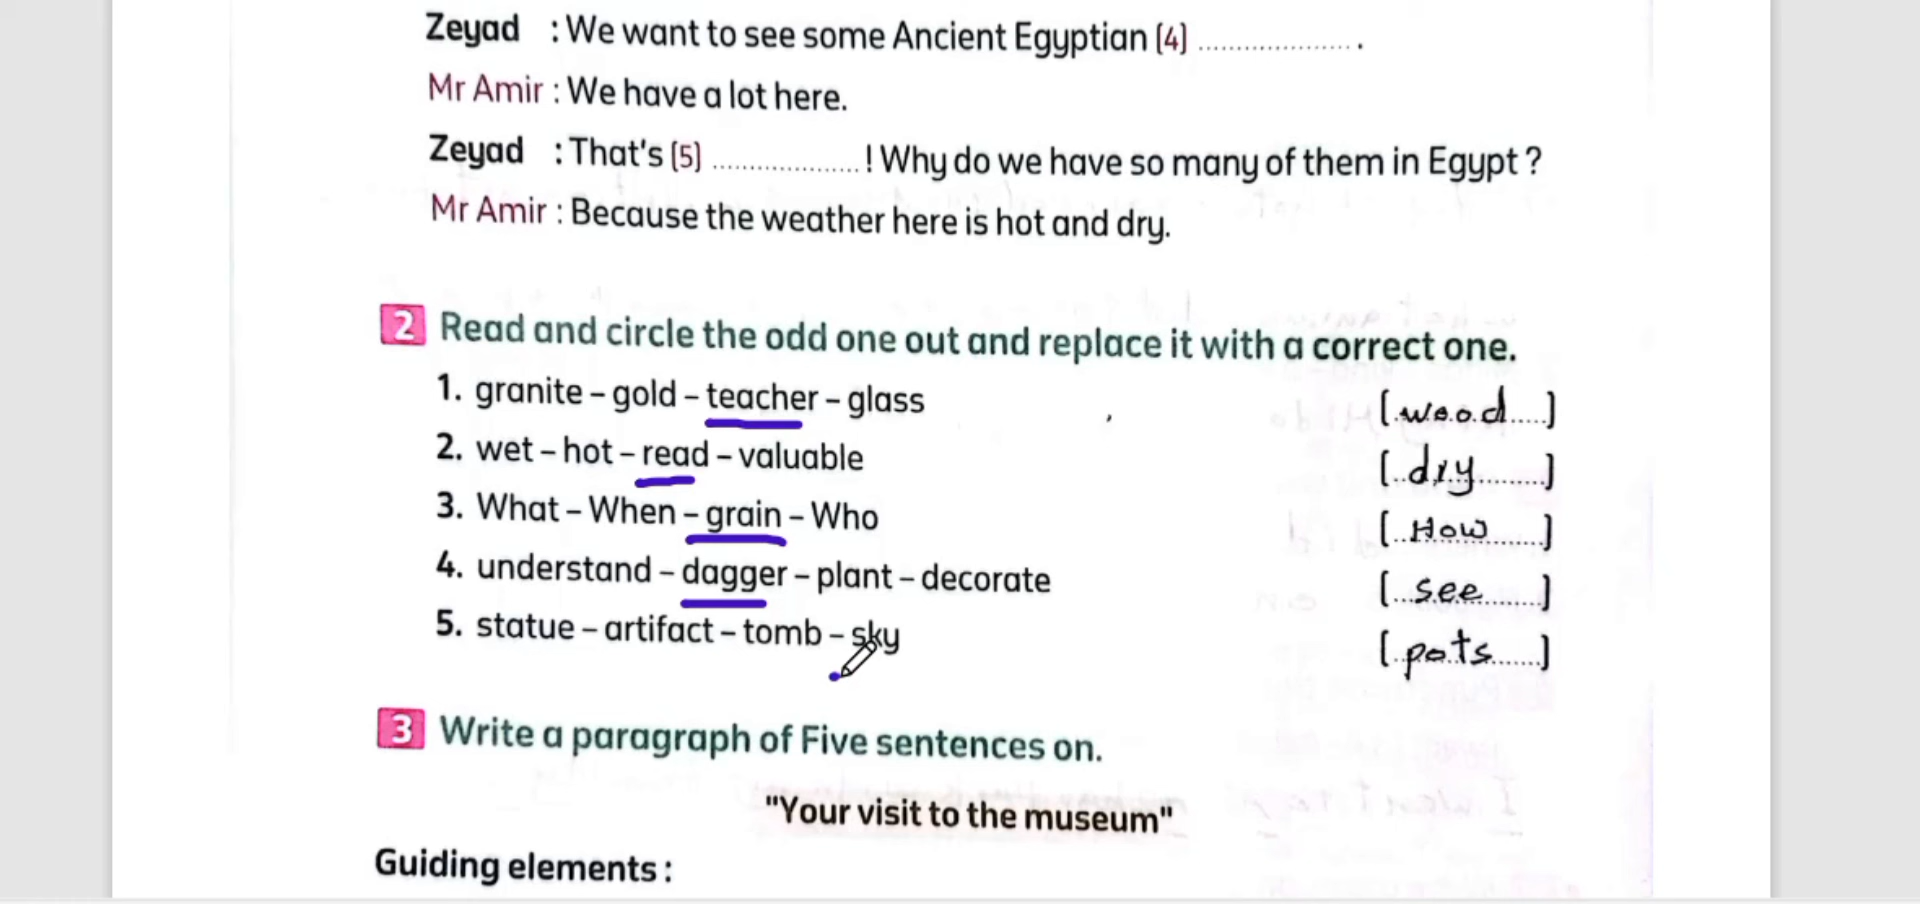 Zeyad : We want to see some Ancient Egyptian (4) .................... .
Mr Amir : We have a lot here.
Zeyad : That's (5) ................... ! Why do we have so many of them in Egypt ?
Mr Amir : Because the weather here is hot and dry.
2 Read and circle the odd one out and replace it with a correct one.
1. granite – gold – teacher – glass [ wood ]
2. wet – hot – read – valuable [ dry ]
3. What – When – grain – Who [ How ]
4. understand – dagger – plant – decorate [ see ]
5. statue – artifact – tomb – sky [ pots ]
3 Write a paragraph of Five sentences on.
"Your visit to the museum"
Guiding elements :